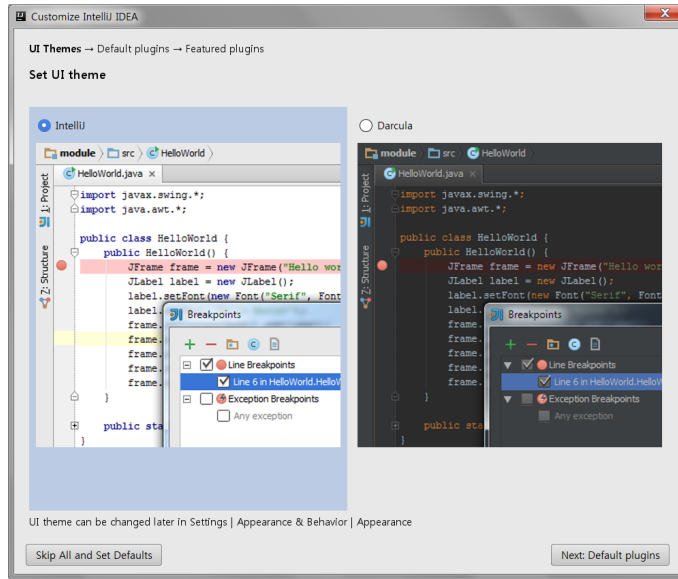 Customize IntelliJ IDEA
UI Themes → Default plugins → Featured plugins
Set UI theme
IntelliJ
module src HelloWorld
HelloWorld.java ×
1: Project
Z: Structure
import javax.swing.*;
import java.awt.*;
public class HelloWorld {
public HelloWorld() {
JFrame frame = new JFrame("Hello wor
JLabel label = new JLabel();
label.setFont(new Font("Serif", Font
label.
frame.
frame.
frame.
frame.
frame.
}
public sta
}
Breakpoints
Line Breakpoints
Line 6 in HelloWorld.HelloW
Exception Breakpoints
Any exception
Darcula
module src HelloWorld
HelloWorld.java ×
1: Project
Z: Structure
import javax.swing.*;
import java.awt.*;
public class HelloWorld {
public HelloWorld() {
JFrame frame = new JFrame("Hello wor
JLabel label = new JLabel();
label.setFont(new Font("Serif", Font
label.
frame.
frame.
frame.
frame.
frame.
}
public sta
}
Breakpoints
Line Breakpoints
Line 6 in HelloWorld.HelloW
Exception Breakpoints
Any exception
UI theme can be changed later in Settings | Appearance & Behavior | Appearance
Skip All and Set Defaults
Next: Default plugins